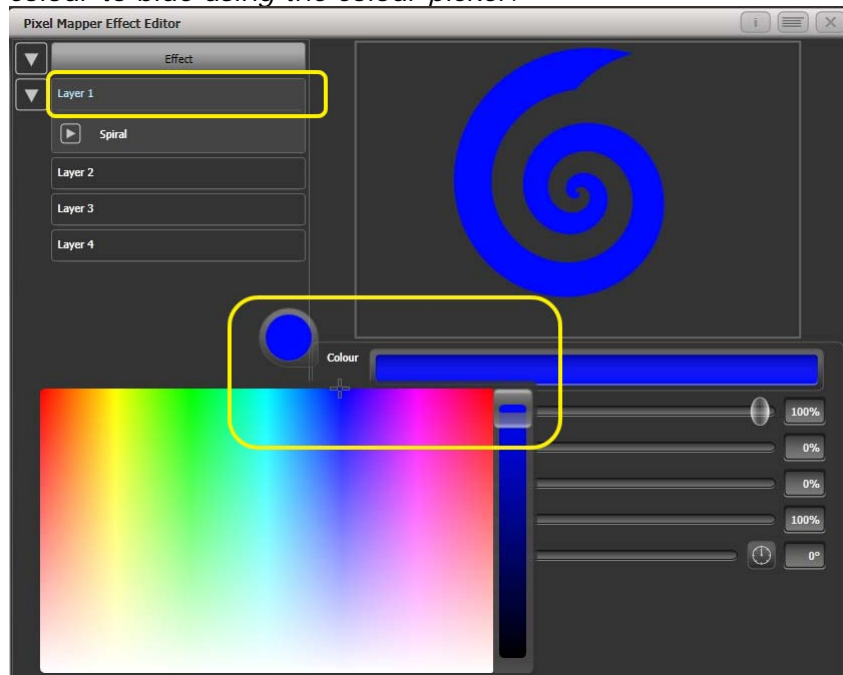 colour to blue using the colour picker.
Pixel Mapper Effect Editor
Effect
Layer 1
Spiral
Layer 2
Layer 3
Layer 4
Colour
100%
0%
0%
100%
0°